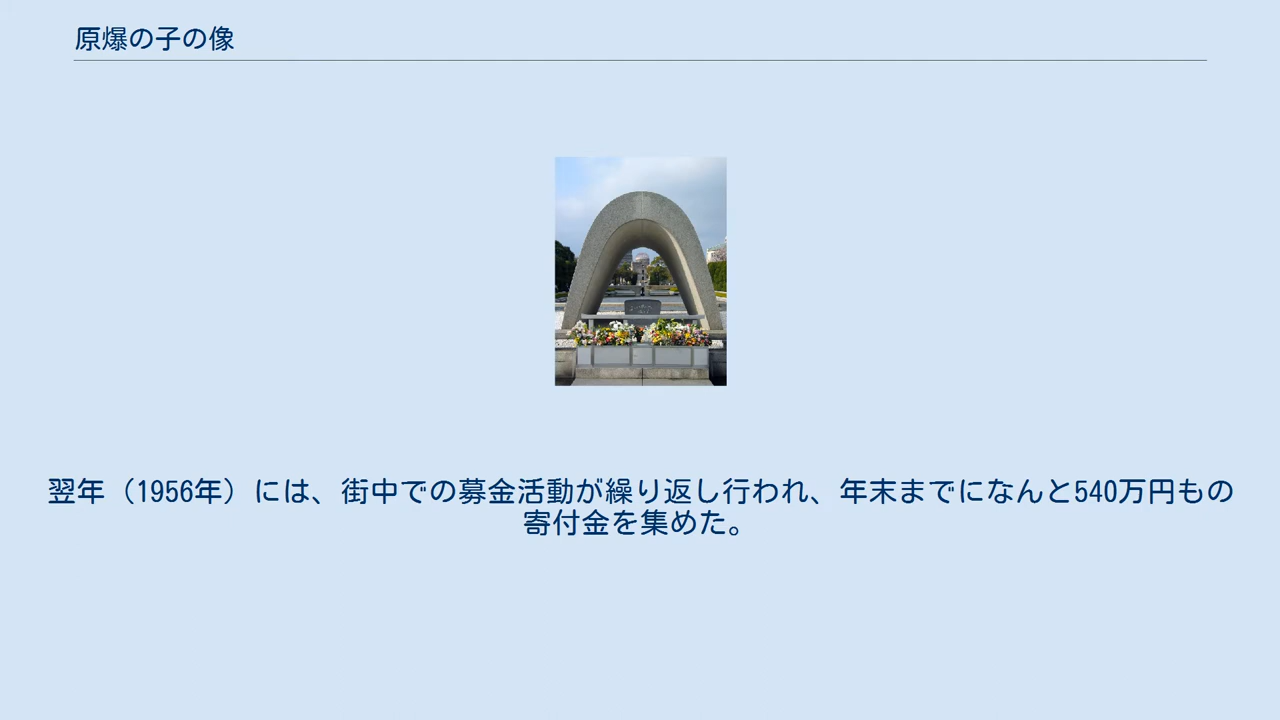 原爆の子の像
翌年（1956年）には、街中での募金活動が繰り返し行われ、年末までになんと540万円もの
寄付金を集めた。